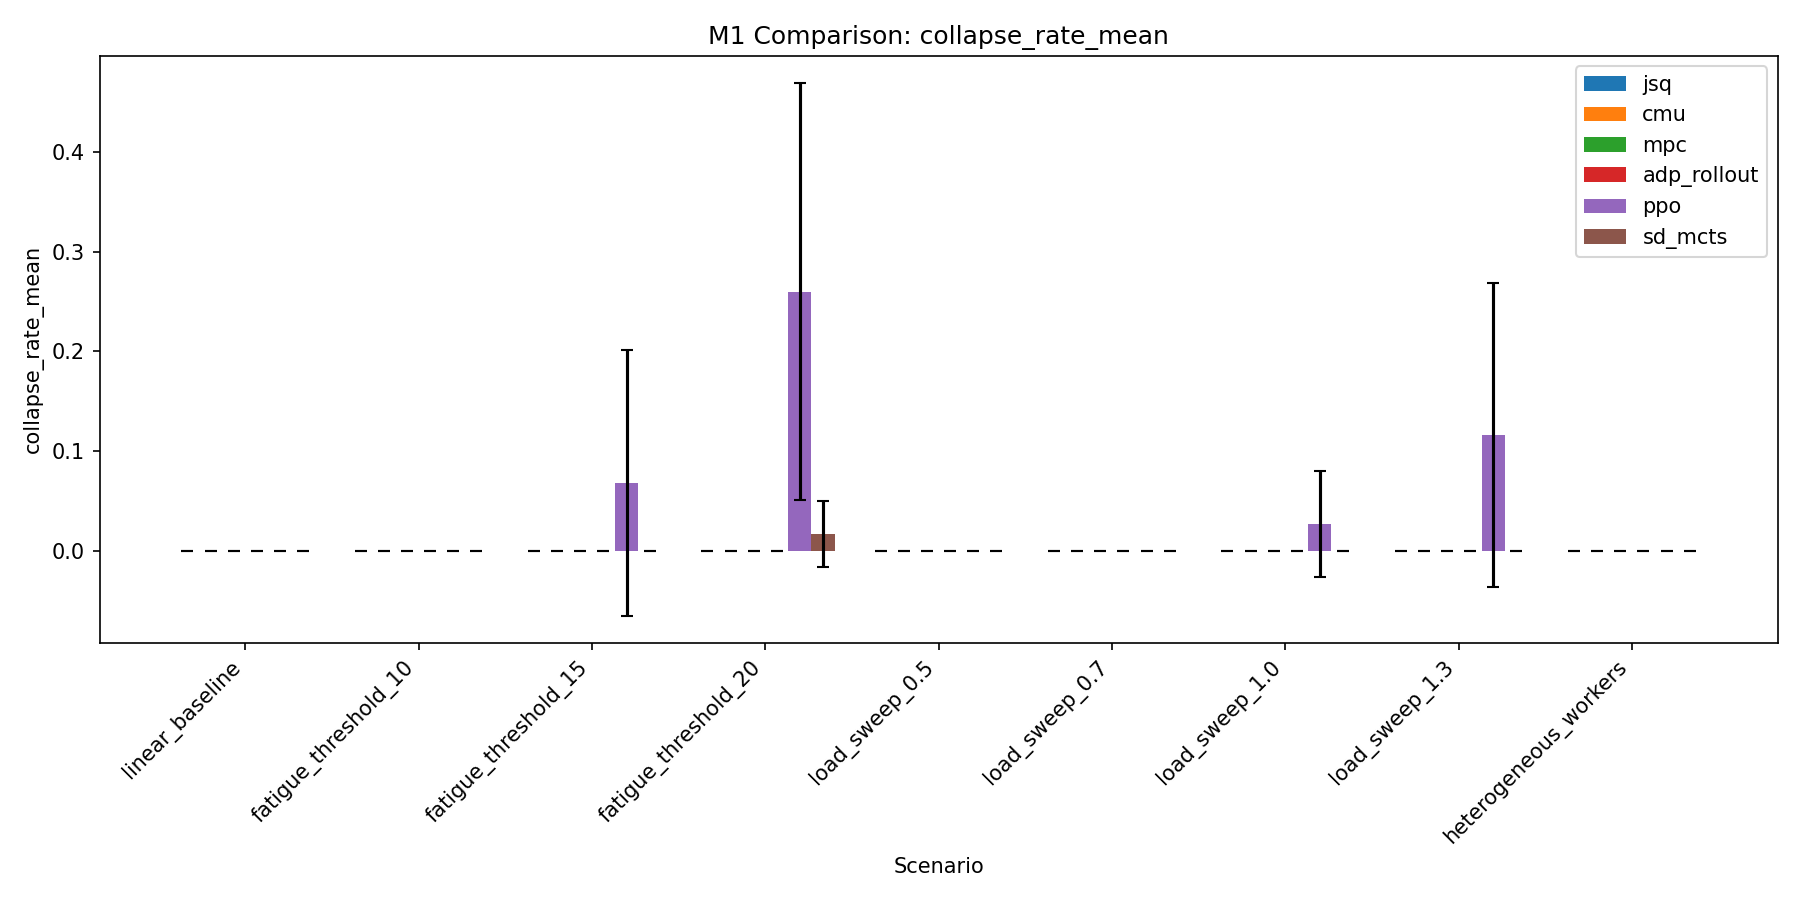 M1 Comparison: collapse_rate_mean
jsq
cmu
mpc
adp_rollout
ppo
sd_mcts
collapse_rate_mean
0.4
0.3
0.2
0.1
0.0
linear_baseline
fatigue_threshold_10
fatigue_threshold_15
fatigue_threshold_20
load_sweep_0.5
load_sweep_0.7
load_sweep_1.0
load_sweep_1.3
heterogeneous_workers
Scenario